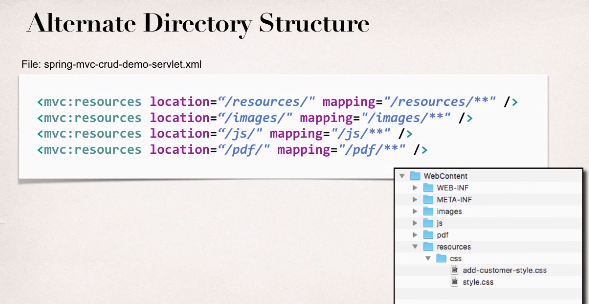 Alternate Directory Structure
File: spring-mvc-crud-demo-servlet.xml
<mvc:resources location=“/resources/" mapping="/resources/**" />
<mvc:resources location=“/images/" mapping="/images/**" />
<mvc:resources location=“/js/" mapping="/js/**" />
<mvc:resources location=“/pdf/" mapping="/pdf/**" />
WebContent
WEB-INF
META-INF
images
js
pdf
resources
css
add-customer-style.css
style.css